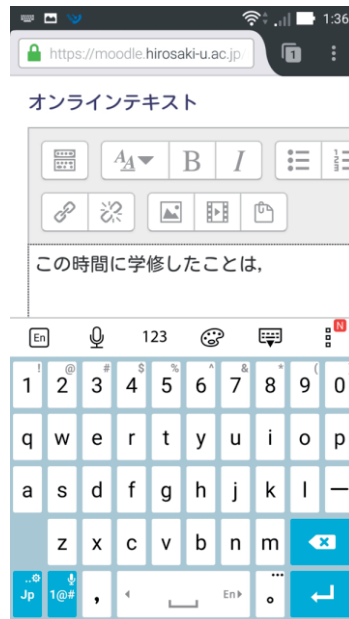 1:36
https://moodle.hirosaki-u.ac.jp/ 1
オンラインテキスト
AA B I
この時間に学修したことは,
En 123 N
! @ # $ % ^ & * (
1 2 3 4 5 6 7 8 9 0
q w e r t y u i o p
a s d f g h j k l ー
z x c v b n m
Jp 1@# , En 。